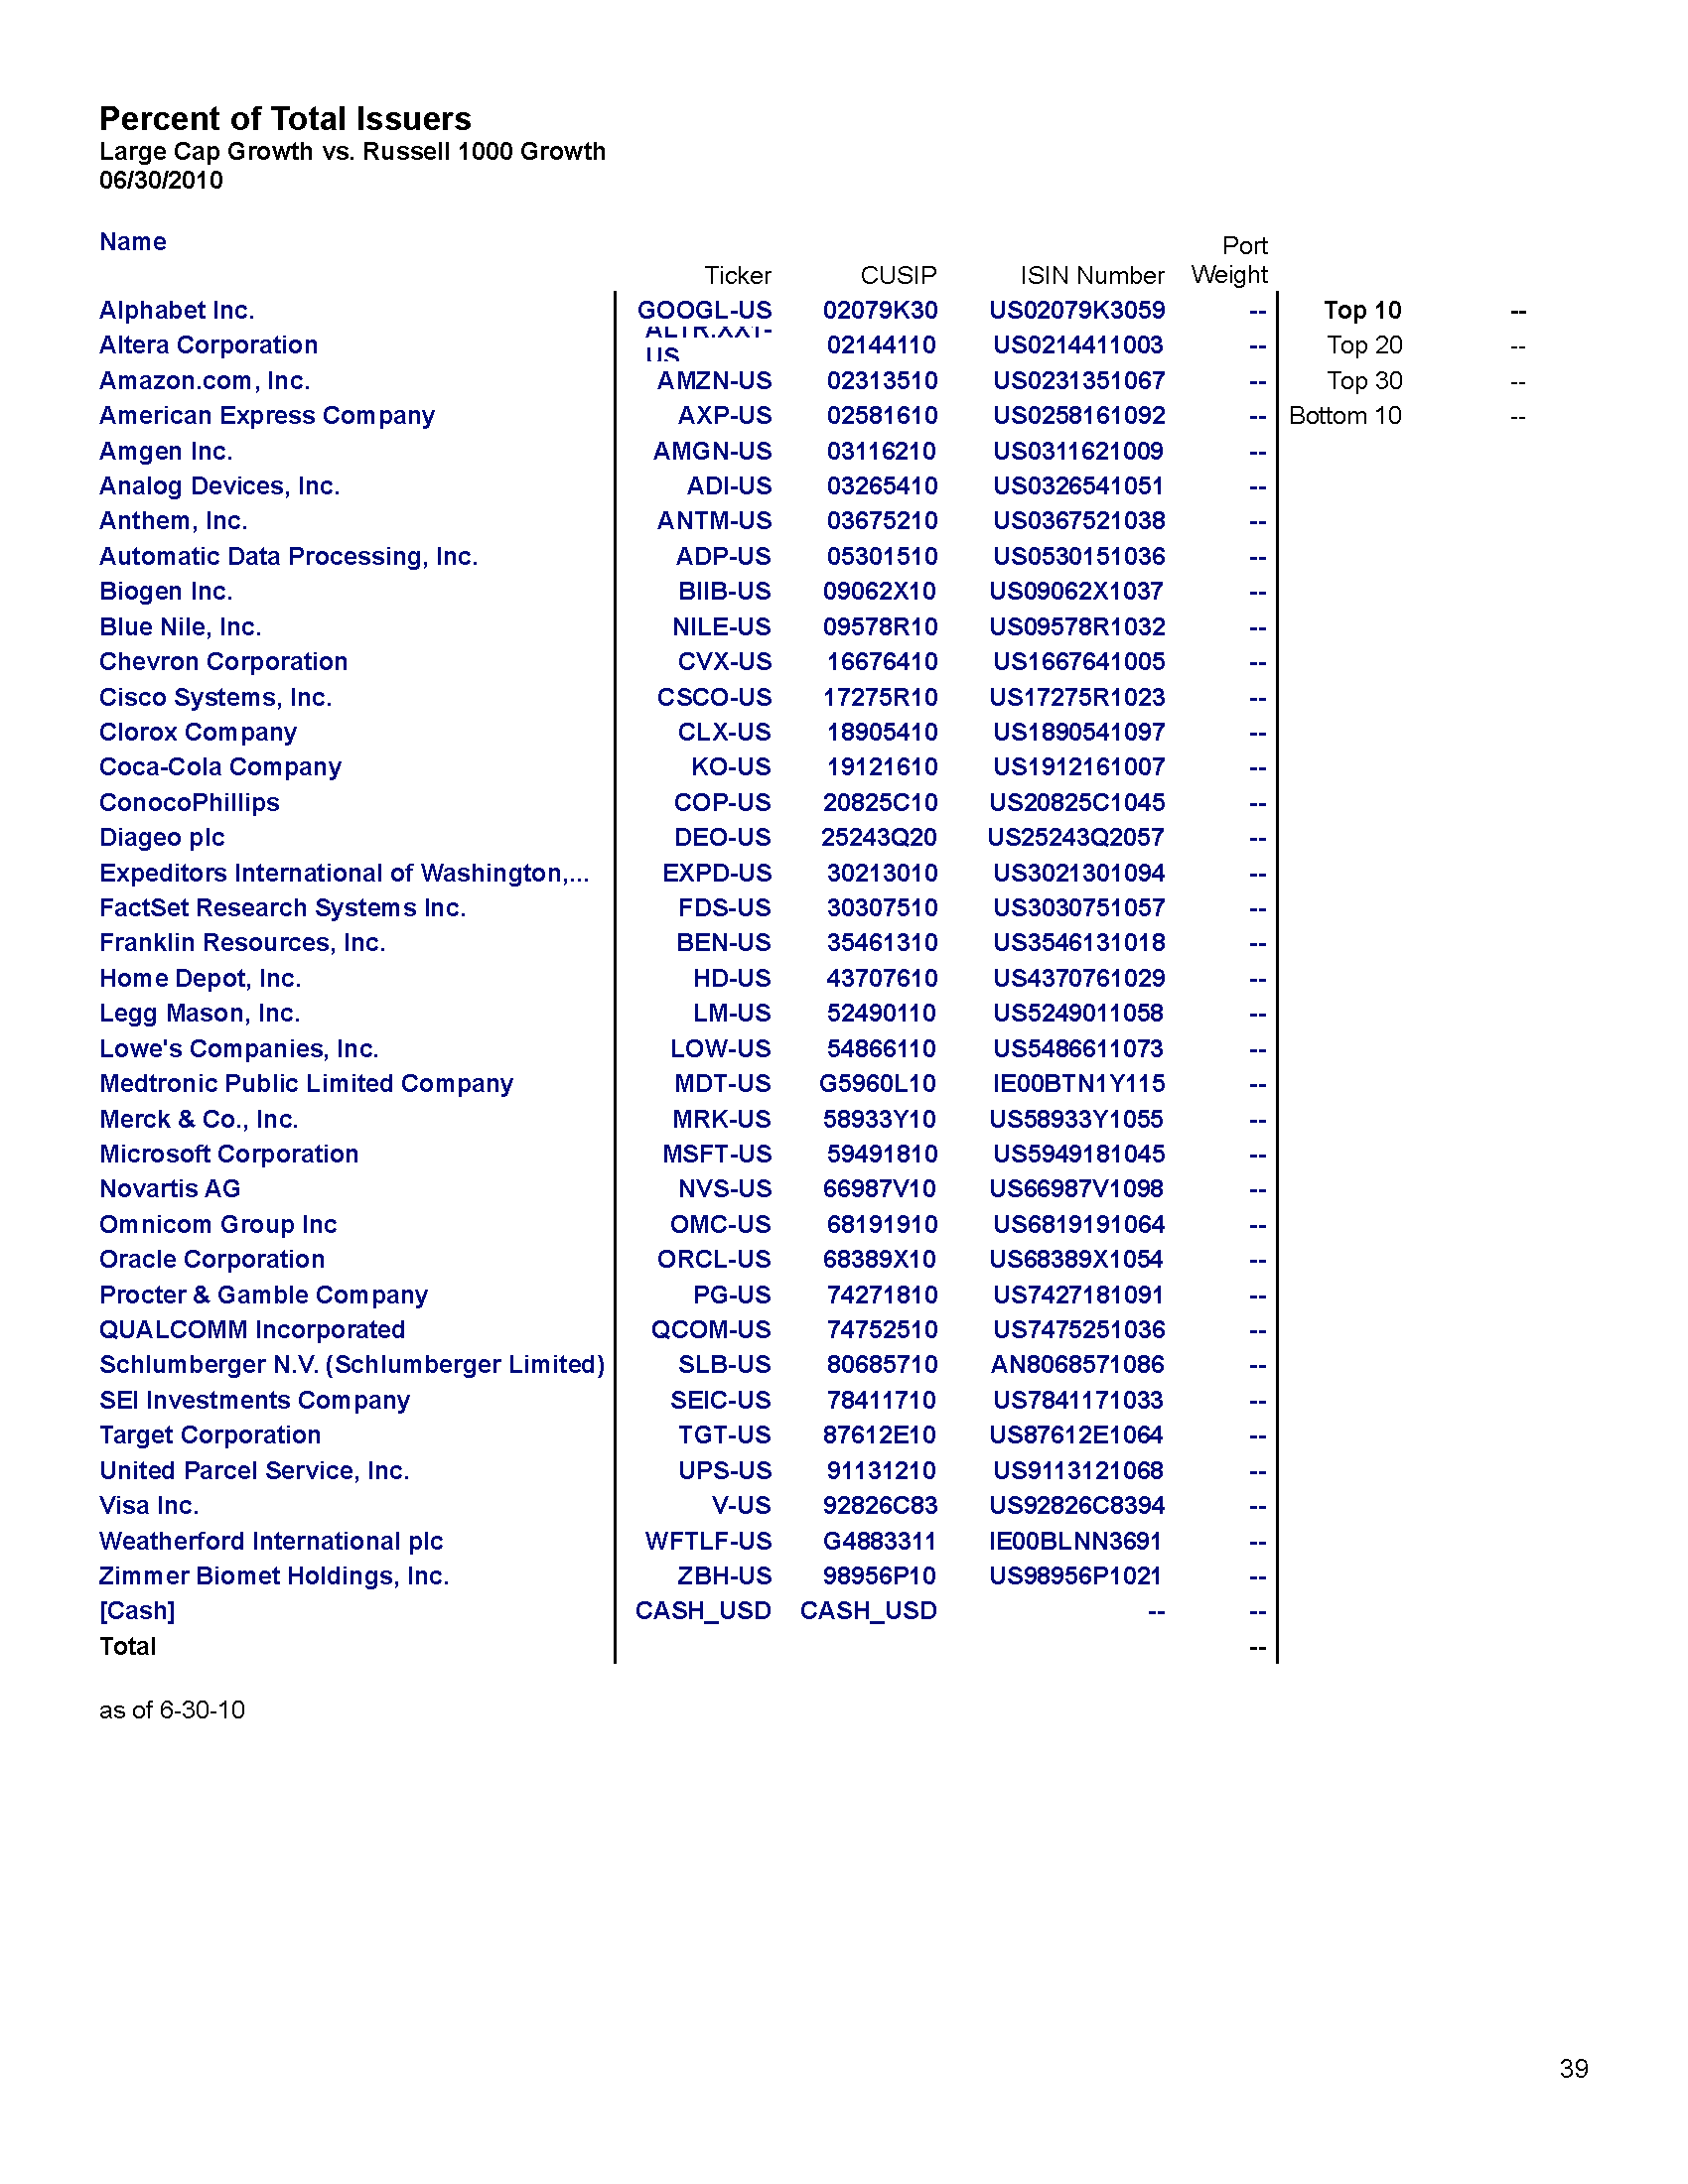 Percent of Total Issuers
Large Cap Growth vs. Russell 1000 Growth
06/30/2010
Name Ticker CUSIP ISIN Number Port Weight
Alphabet Inc. GOOGL-US 02079K30 US02079K3059 -- Top 10 --
Altera Corporation 02144110 US0214411003 -- Top 20 --
Amazon.com, Inc. AMZN-US 02313510 US0231351067 -- Top 30 --
American Express Company AXP-US 02581610 US0258161092 -- Bottom 10 --
Amgen Inc. AMGN-US 03116210 US0311621009 --
Analog Devices, Inc. ADI-US 03265410 US0326541051 --
Anthem, Inc. ANTM-US 03675210 US0367521038 --
Automatic Data Processing, Inc. ADP-US 05301510 US0530151036 --
Biogen Inc. BIIB-US 09062X10 US09062X1037 --
Blue Nile, Inc. NILE-US 09578R10 US09578R1032 --
Chevron Corporation CVX-US 16676410 US1667641005 --
Cisco Systems, Inc. CSCO-US 17275R10 US17275R1023 --
Clorox Company CLX-US 18905410 US1890541097 --
Coca-Cola Company KO-US 19121610 US1912161007 --
ConocoPhillips COP-US 20825C10 US20825C1045 --
Diageo plc DEO-US 25243Q20 US25243Q2057 --
Expeditors International of Washington,... EXPD-US 30213010 US3021301094 --
FactSet Research Systems Inc. FDS-US 30307510 US3030751057 --
Franklin Resources, Inc. BEN-US 35461310 US3546131018 --
Home Depot, Inc. HD-US 43707610 US4370761029 --
Legg Mason, Inc. LM-US 52490110 US5249011058 --
Lowe's Companies, Inc. LOW-US 54866110 US5486611073 --
Medtronic Public Limited Company MDT-US G5960L10 IE00BTN1Y115 --
Merck & Co., Inc. MRK-US 58933Y10 US58933Y1055 --
Microsoft Corporation MSFT-US 59491810 US5949181045 --
Novartis AG NVS-US 66987V10 US66987V1098 --
Omnicom Group Inc OMC-US 68191910 US6819191064 --
Oracle Corporation ORCL-US 68389X10 US68389X1054 --
Procter & Gamble Company PG-US 74271810 US7427181091 --
QUALCOMM Incorporated QCOM-US 74752510 US7475251036 --
Schlumberger N.V. (Schlumberger Limited) SLB-US 80685710 AN8068571086 --
SEI Investments Company SEIC-US 78411710 US7841171033 --
Target Corporation TGT-US 87612E10 US87612E1064 --
United Parcel Service, Inc. UPS-US 91131210 US9113121068 --
Visa Inc. V-US 92826C83 US92826C8394 --
Weatherford International plc WFTLF-US G4883311 IE00BLNN3691 --
Zimmer Biomet Holdings, Inc. ZBH-US 98956P10 US98956P1021 --
[Cash] CASH_USD CASH_USD -- --
Total --
as of 6-30-10
39